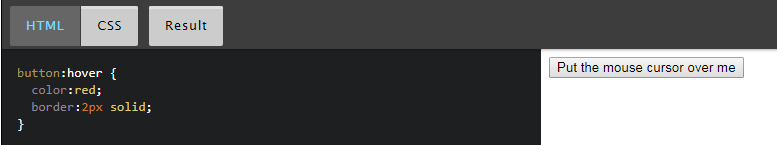 HTML CSS Result
button:hover {
color:red;
border:2px solid;
}
Put the mouse cursor over me